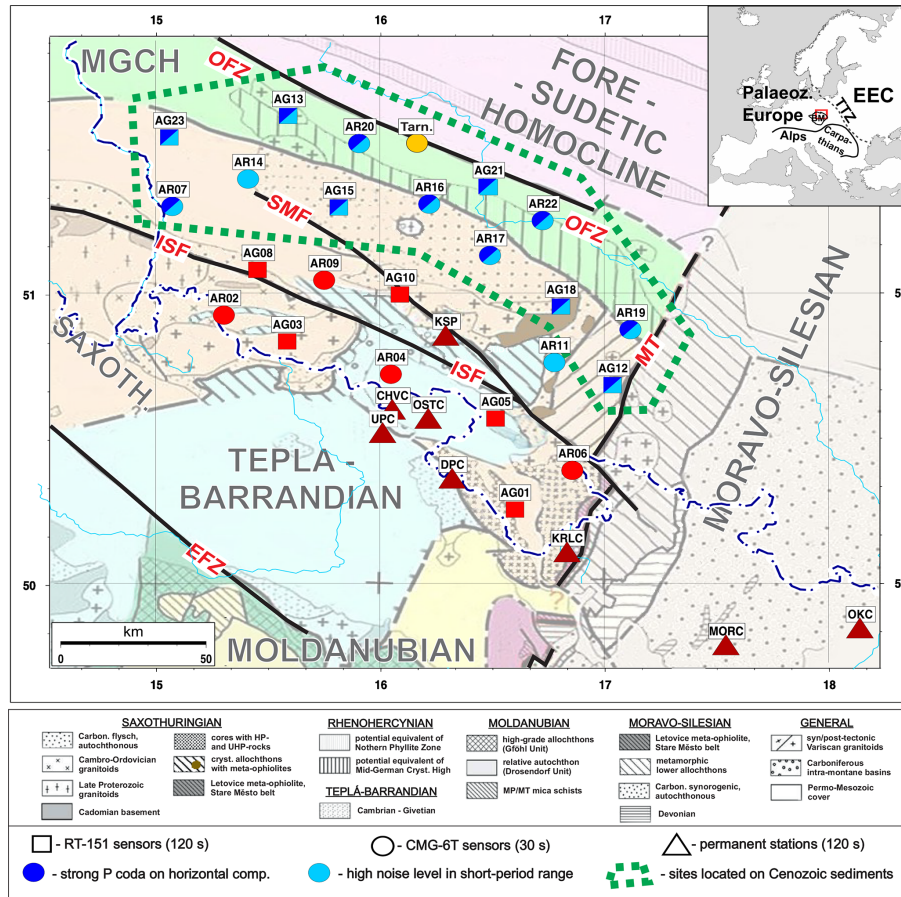 15
16
17
MGCH
OFZ
FORE -
- SUDETIC
HOMOCLINE
Palaeoz.
Europe
EEC
TTZ
BM
Alps
Carpa-
thians
AG13
AG23
AR20
Tarn.
AR14
AG21
AR07
AG15
AR16
AR22
SMF
OFZ
ISF
AR17
?
AG08
AR09
AG10
AG18
51
5
AR02
AG03
KSP
AR11
AR19
MT
SAXOTH.
AR04
ISF
AG12
MORAVO-SILESIAN
CHVC
UPC
OSTC
AG05
TEPLA -
BARRANDIAN
DPC
AR06
?
AG01
KRLC
EFZ
50
5
?
km
0
50
MOLDANUBIAN
MORC
OKC
15
16
17
18
SAXOTHURINGIAN
Carbon. flysch,
autochthonous
Cambro-Ordovician
granitoids
Late Proterozoic
granitoids
Cadomian basement
cores with HP-
and UHP-rocks
cryst. allochthons
with meta-ophiolites
Letovice meta-ophiolite,
Stare Město belt
RHENOHERCYNIAN
potential equivalent of
Nothern Phyllite Zone
potential equivalent of
Mid-German Cryst. High
TEPLÁ-BARRANDIAN
Cambrian - Givetian
MOLDANUBIAN
high-grade allochthons
(Gföhl Unit)
relative autochton
(Drosendorf Unit)
MP/MT mica schists
MORAVO-SILESIAN
Letovice meta-ophiolite,
Stare Město belt
metamorphic
lower allochthons
Carbon. synorogenic,
autochthonous
Devonian
GENERAL
syn/post-tectonic
Variscan granitoids
Carboniferous
intra-montane basins
Permo-Mesozoic
cover
- RT-151 sensors (120 s)
- CMG-6T sensors (30 s)
- permanent stations (120 s)
- strong P coda on horizontal comp.
- high noise level in short-period range
- sites located on Cenozoic sediments